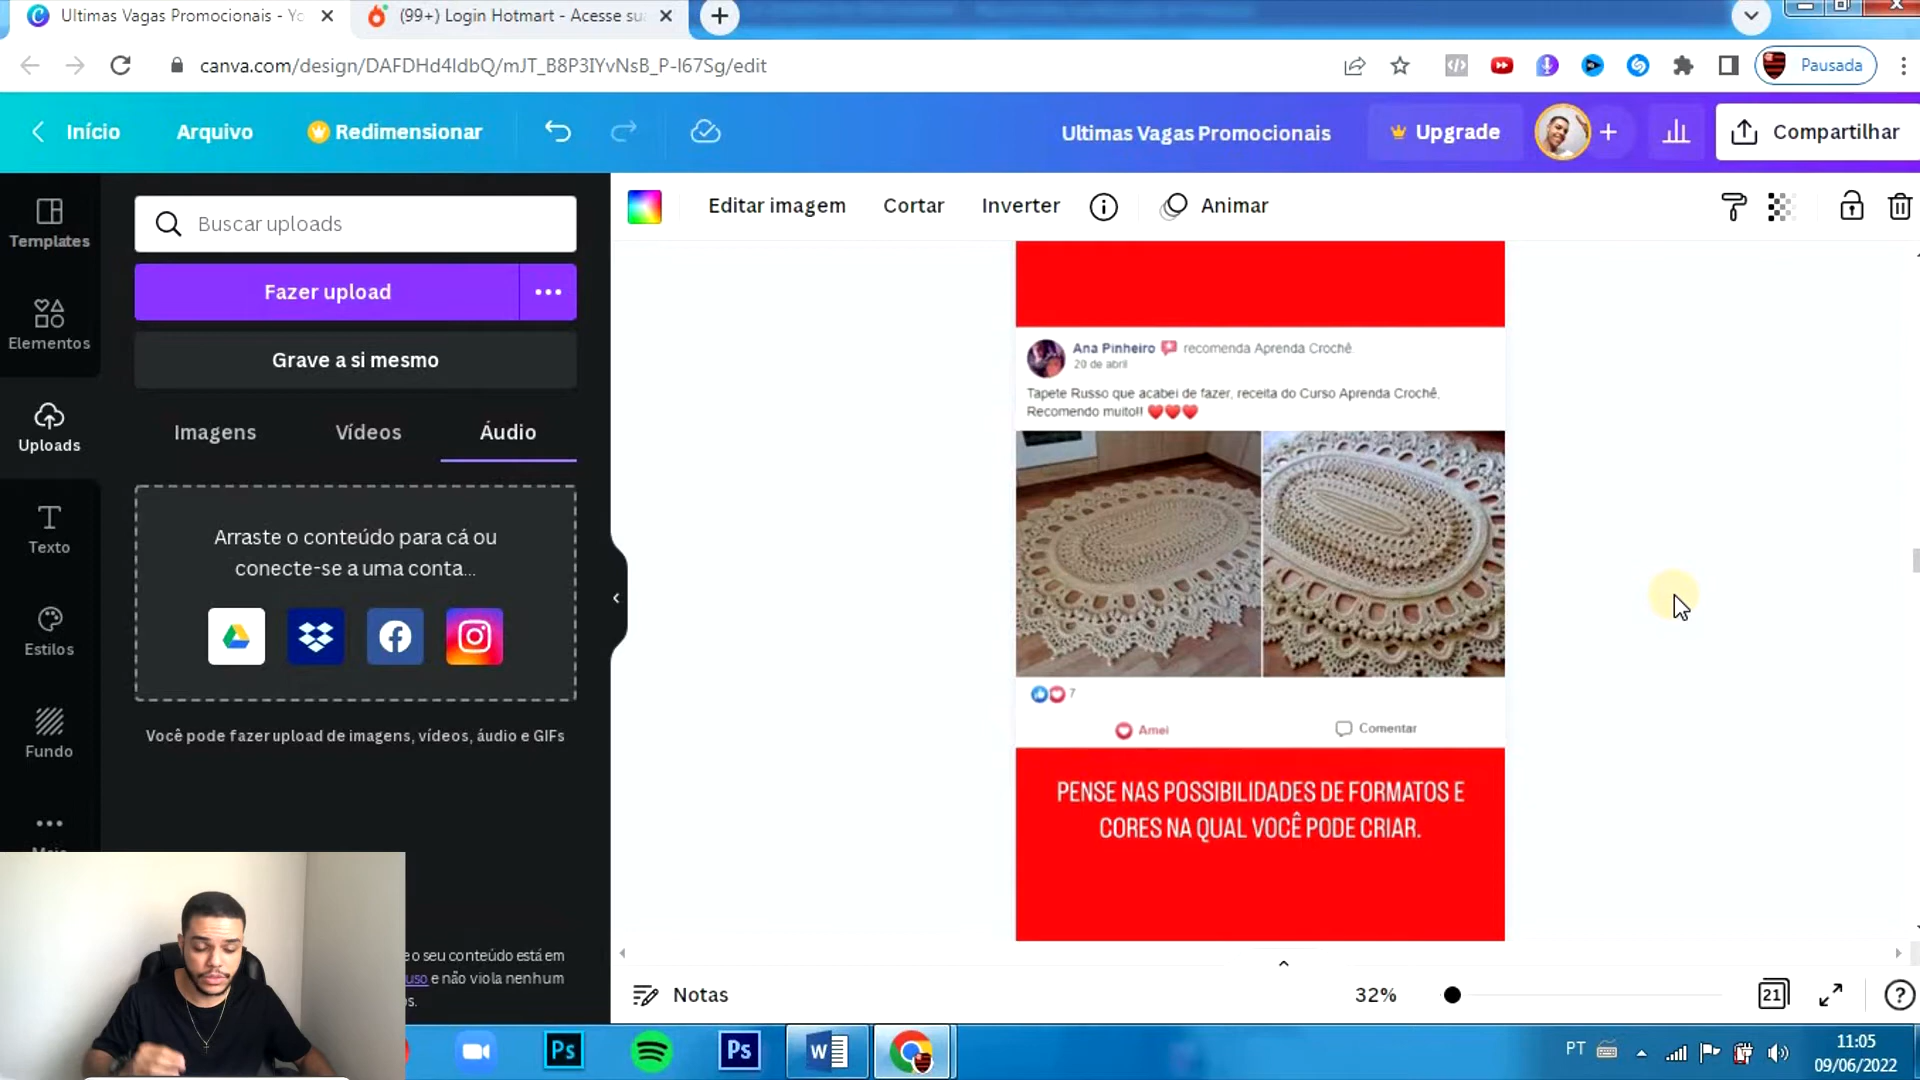 Ultimas Vagas Promocionais - Yo
(99+) Login Hotmart - Acesse su
canva.com/design/DAFDHd4IdbQ/mJT_B8P3IYvNsB_P-I67Sg/edit
Pausada
Início
Arquivo
Redimensionar
Ultimas Vagas Promocionais
Upgrade
Compartilhar
Templates
Elementos
Uploads
Texto
Estilos
Fundo
Buscar uploads
Fazer upload
Grave a si mesmo
Imagens
Vídeos
Áudio
Arraste o conteúdo para cá ou
conecte-se a uma conta...
Você pode fazer upload de imagens, vídeos, áudio e GIFs
o seu conteúdo está em
uso e não viola nenhum
Editar imagem
Cortar
Inverter
Animar
Ana Pinheiro recomenda Aprenda Crochê.
20 de abril
Tapete Russo que acabei de fazer, receita do Curso Aprenda Crochê,
Recomendo muito!!
7
Amei
Comentar
PENSE NAS POSSIBILIDADES DE FORMATOS E
CORES NA QUAL VOCÊ PODE CRIAR.
Notas
32%
21
Ps
Ps
W
PT
11:05
09/06/2022